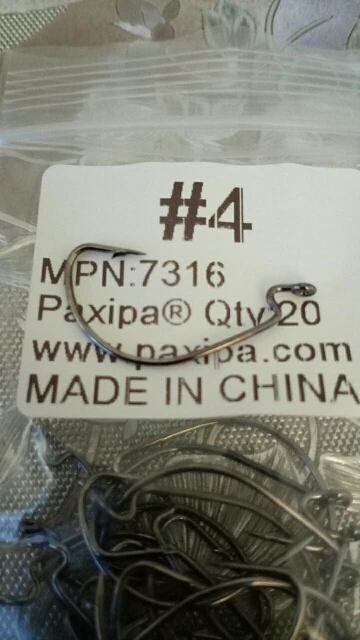 #4
MPN:7316
Paxipa® Qty:20
www.paxipa.com
MADE IN CHINA